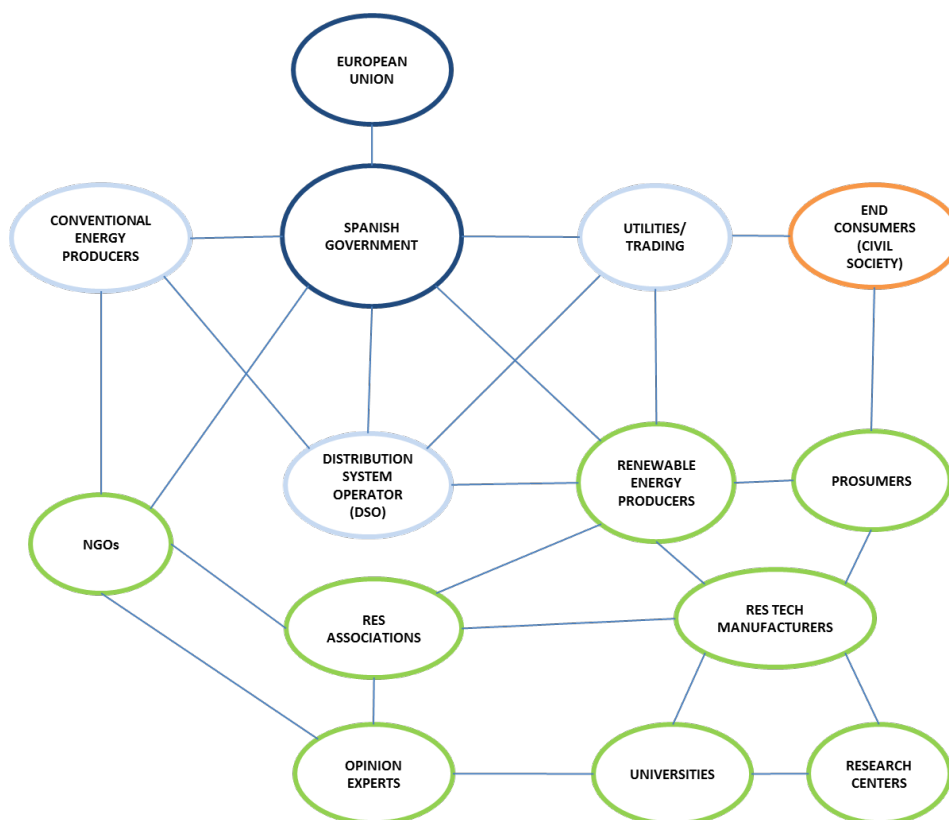 EUROPEAN
UNION
CONVENTIONAL
ENERGY
PRODUCERS
SPANISH
GOVERNMENT
UTILITIES/
TRADING
END
CONSUMERS
(CIVIL
SOCIETY)
DISTRIBUTION
SYSTEM
OPERATOR
(DSO)
RENEWABLE
ENERGY
PRODUCERS
PROSUMERS
NGOs
RES
ASSOCIATIONS
RES TECH
MANUFACTURERS
OPINION
EXPERTS
UNIVERSITIES
RESEARCH
CENTERS